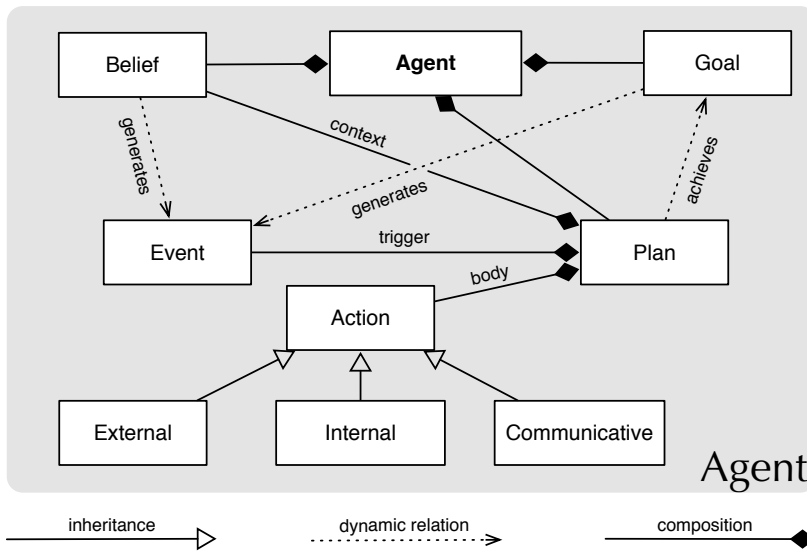 Belief
Agent
Goal
generates
context
generates
achieves
Event
trigger
Plan
body
Action
External
Internal
Communicative
Agent
inheritance
dynamic relation
composition